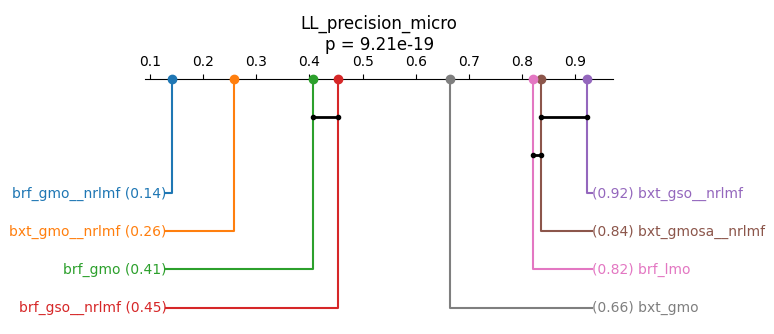 LL_precision_micro
p = 9.21e-19
0.1 0.2 0.3 0.4 0.5 0.6 0.7 0.8 0.9
brf_gmo__nrlmf (0.14) (0.92) bxt_gso__nrlmf
bxt_gmo__nrlmf (0.26) (0.84) bxt_gmosa__nrlmf
brf_gmo (0.41) (0.82) brf_lmo
brf_gso__nrlmf (0.45) (0.66) bxt_gmo